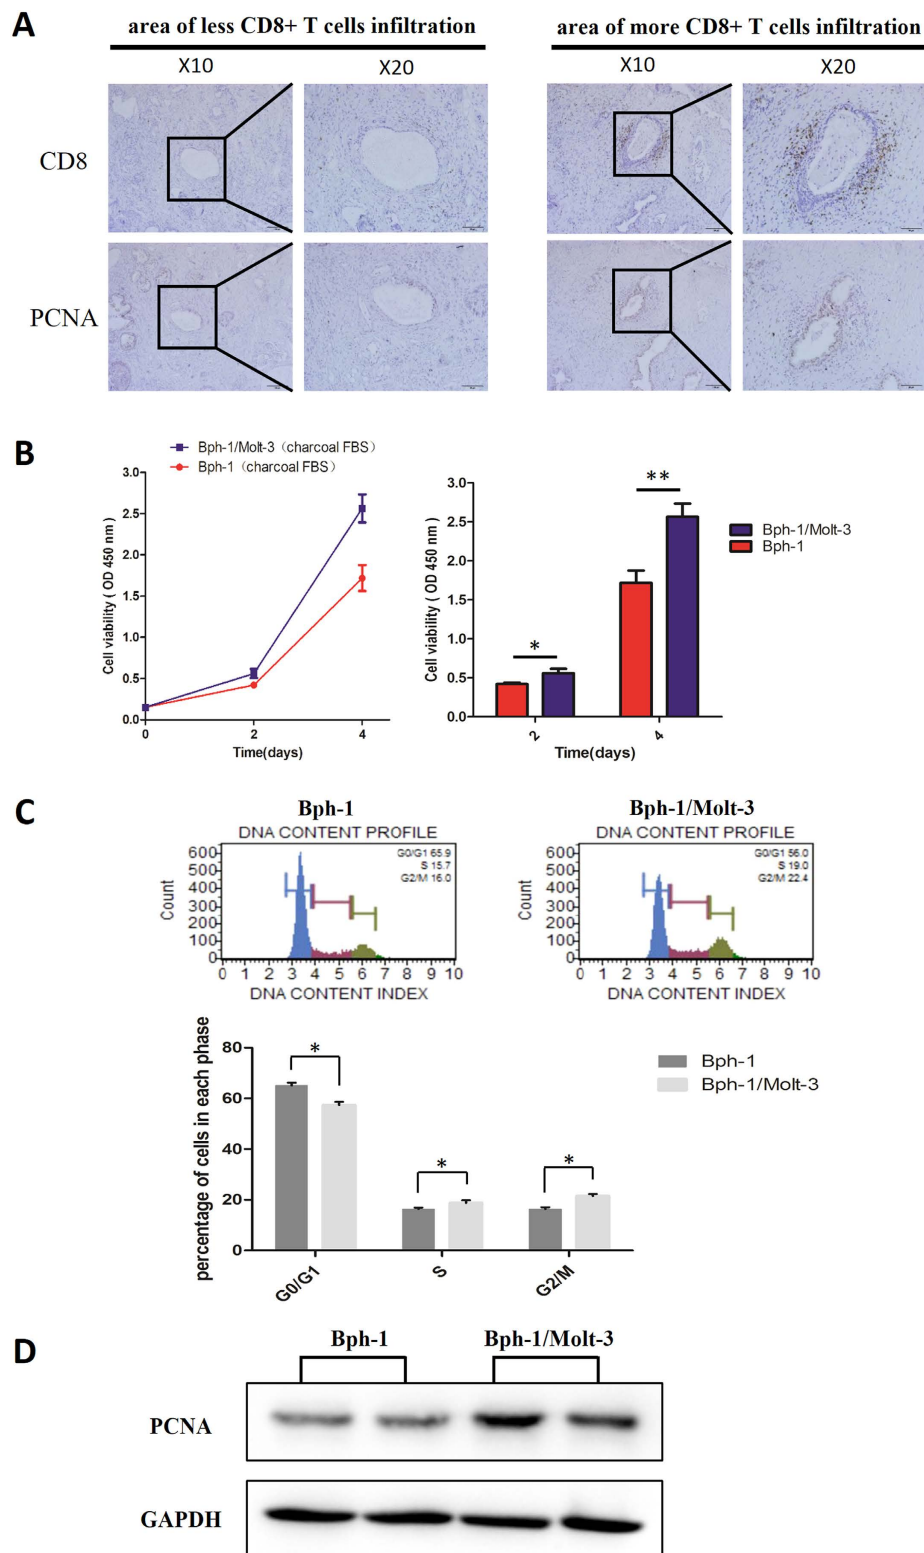 A
area of less CD8+ T cells infiltration
area of more CD8+ T cells infiltration
X10
X20
X10
X20
CD8
PCNA
B
Bph-1/Molt-3（charcoal FBS）
Bph-1（charcoal FBS）
Cell viability ( OD 450 nm )
3.0
2.5
2.0
1.5
1.0
0.5
0.0
0
2
4
Time(days)
Cell viability ( OD 450 nm )
3.0
2.5
2.0
1.5
1.0
0.5
0.0
*
**
2
4
Time(days)
Bph-1/Molt-3
Bph-1
C
Bph-1
DNA CONTENT PROFILE
G0/G1 65.9
S 15.7
G2/M 16.0
Count
600
500
400
300
200
100
0
0 1 2 3 4 5 6 7 8 9 10
DNA CONTENT INDEX
Bph-1/Molt-3
DNA CONTENT PROFILE
G0/G1 56.0
S 19.0
G2/M 22.4
Count
600
500
400
300
200
100
0
0 1 2 3 4 5 6 7 8 9 10
DNA CONTENT INDEX
percentage of cells in each phase
80
60
40
20
0
*
*
*
G0/G1
S
G2/M
Bph-1
Bph-1/Molt-3
D
Bph-1
Bph-1/Molt-3
PCNA
GAPDH